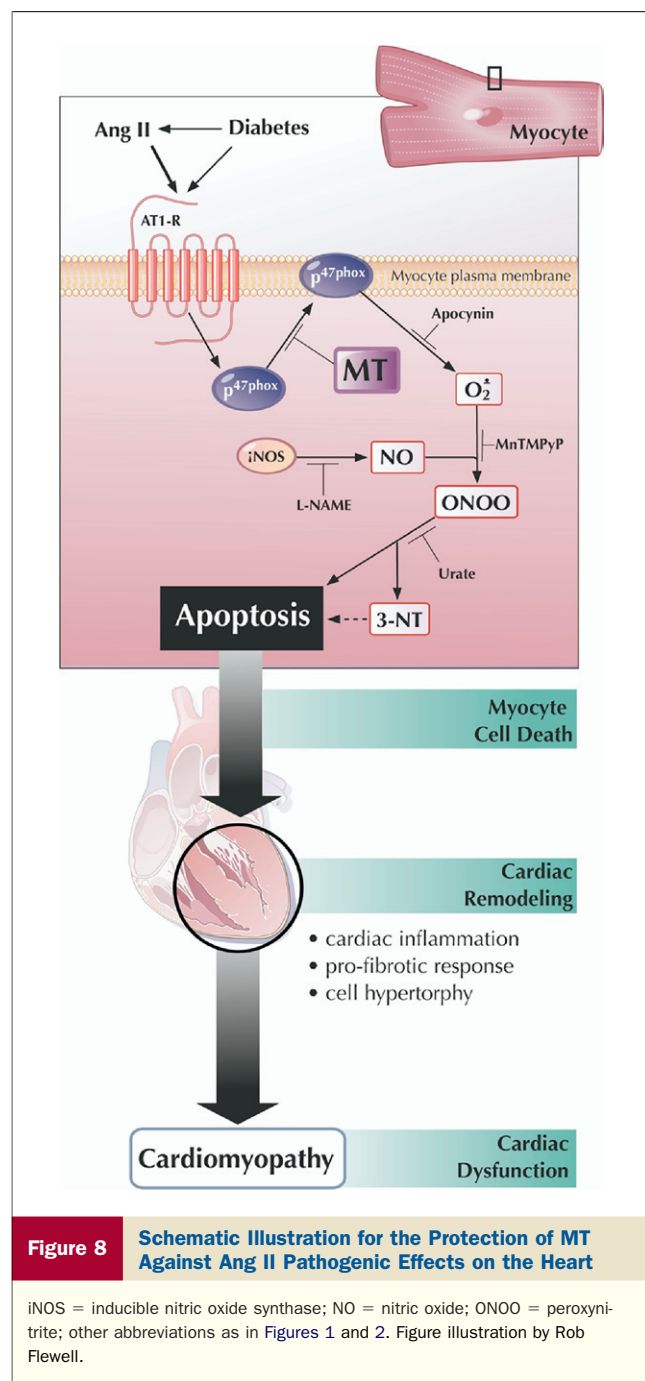 Myocyte
Ang II
Diabetes
AT1-R
Myocyte plasma membrane
p47phox
Apocynin
MT
p47phox
O2∸
MnTMPyP
iNOS
NO
ONOO
L-NAME
Urate
Apoptosis
3-NT
Myocyte
Cell Death
Cardiac
Remodeling
• cardiac inflammation
• pro-fibrotic response
• cell hypertorphy
Cardiomyopathy
Cardiac
Dysfunction
Figure 8
Schematic Illustration for the Protection of MT
Against Ang II Pathogenic Effects on the Heart
iNOS = inducible nitric oxide synthase; NO = nitric oxide; ONOO = peroxyni-
trite; other abbreviations as in Figures 1 and 2. Figure illustration by Rob
Flewell.